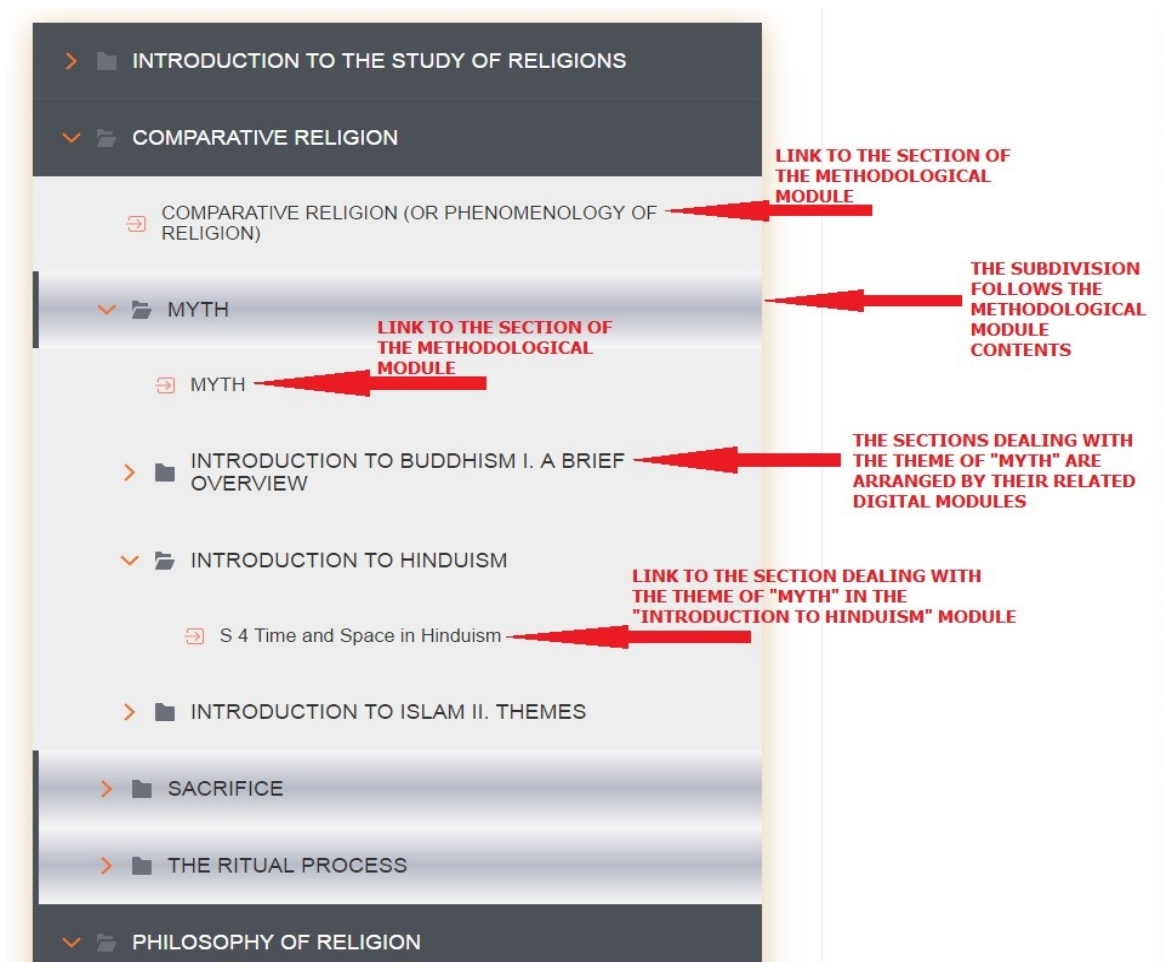 INTRODUCTION TO THE STUDY OF RELIGIONS
COMPARATIVE RELIGION
LINK TO THE SECTION OF
THE METHODOLOGICAL
MODULE
COMPARATIVE RELIGION (OR PHENOMENOLOGY OF
RELIGION)
THE SUBDIVISION
FOLLOWS THE
METHODOLOGICAL
MODULE
CONTENTS
MYTH
LINK TO THE SECTION OF
THE METHODOLOGICAL
MODULE
MYTH
THE SECTIONS DEALING WITH
THE THEME OF "MYTH" ARE
ARRANGED BY THEIR RELATED
DIGITAL MODULES
INTRODUCTION TO BUDDHISM I. A BRIEF
OVERVIEW
INTRODUCTION TO HINDUISM
LINK TO THE SECTION DEALING WITH
THE THEME OF "MYTH" IN THE
"INTRODUCTION TO HINDUISM" MODULE
S 4 Time and Space in Hinduism
INTRODUCTION TO ISLAM II. THEMES
SACRIFICE
THE RITUAL PROCESS
PHILOSOPHY OF RELIGION